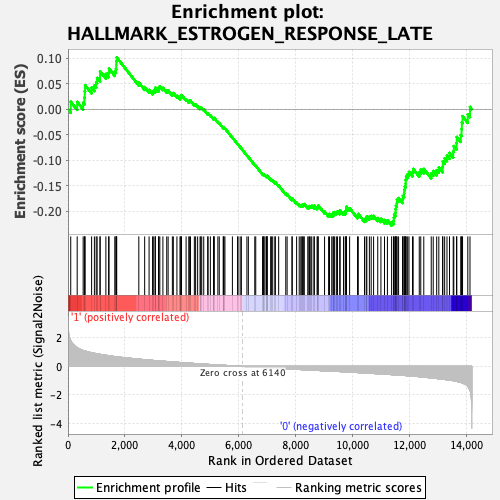 Enrichment plot:
HALLMARK_ESTROGEN_RESPONSE_LATE
Enrichment score (ES)
0.10
0.05
0.00
-0.05
-0.10
-0.15
-0.20
'1' (positively correlated)
Ranked list metric (Signal2Noise)
2
0
-2
-4
Zero cross at 6140
'0' (negatively correlated)
0 2,000 4,000 6,000 8,000 10,000 12,000 14,000
Rank in Ordered Dataset
Enrichment profile Hits Ranking metric scores